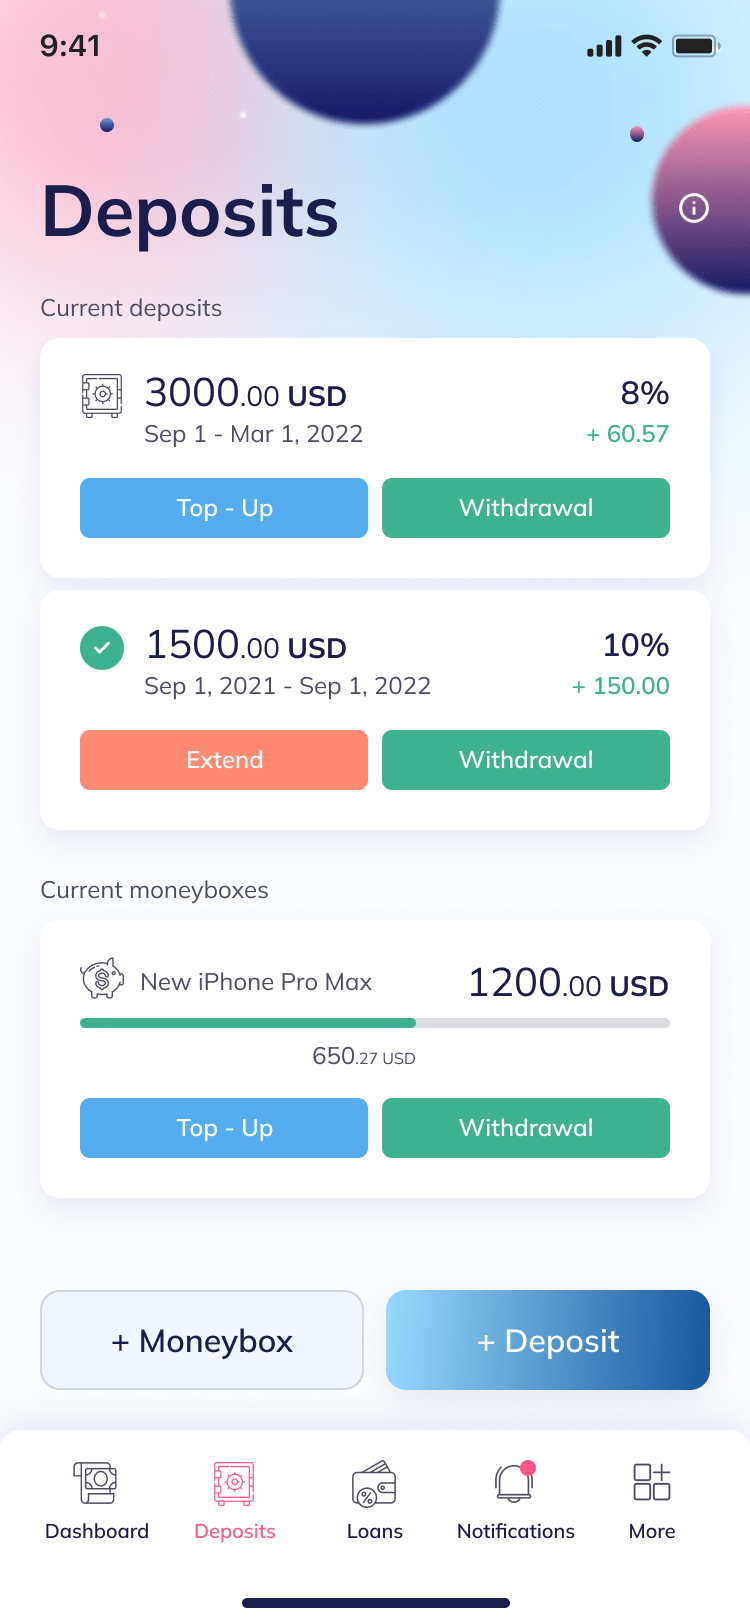 9:41
Deposits
Current deposits
3000.00 USD
8%
Sep 1 - Mar 1, 2022
+ 60.57
Top - Up
Withdrawal
1500.00 USD
10%
Sep 1, 2021 - Sep 1, 2022
+ 150.00
Extend
Withdrawal
Current moneyboxes
New iPhone Pro Max
1200.00 USD
650.27 USD
Top - Up
Withdrawal
+ Moneybox
+ Deposit
Dashboard
Deposits
Loans
Notifications
More